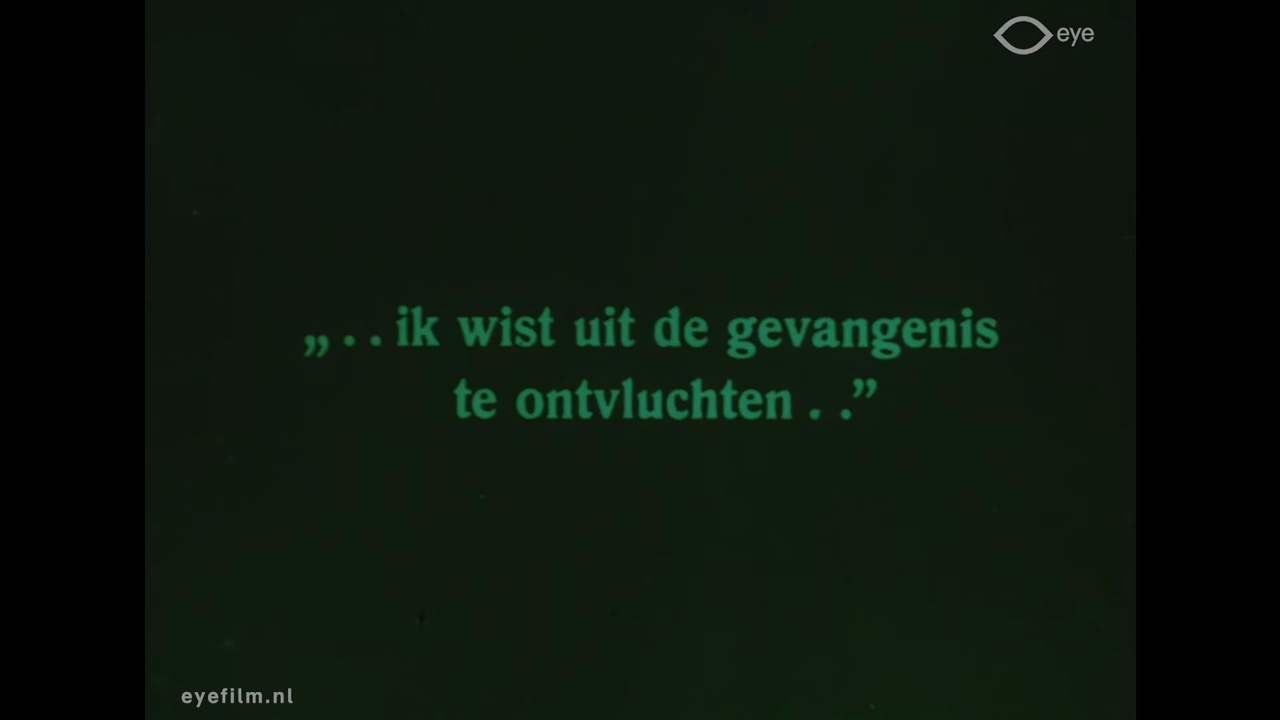 eye
„. . ik wist uit de gevangenis
te ontvluchten . .”
eyefilm.nl